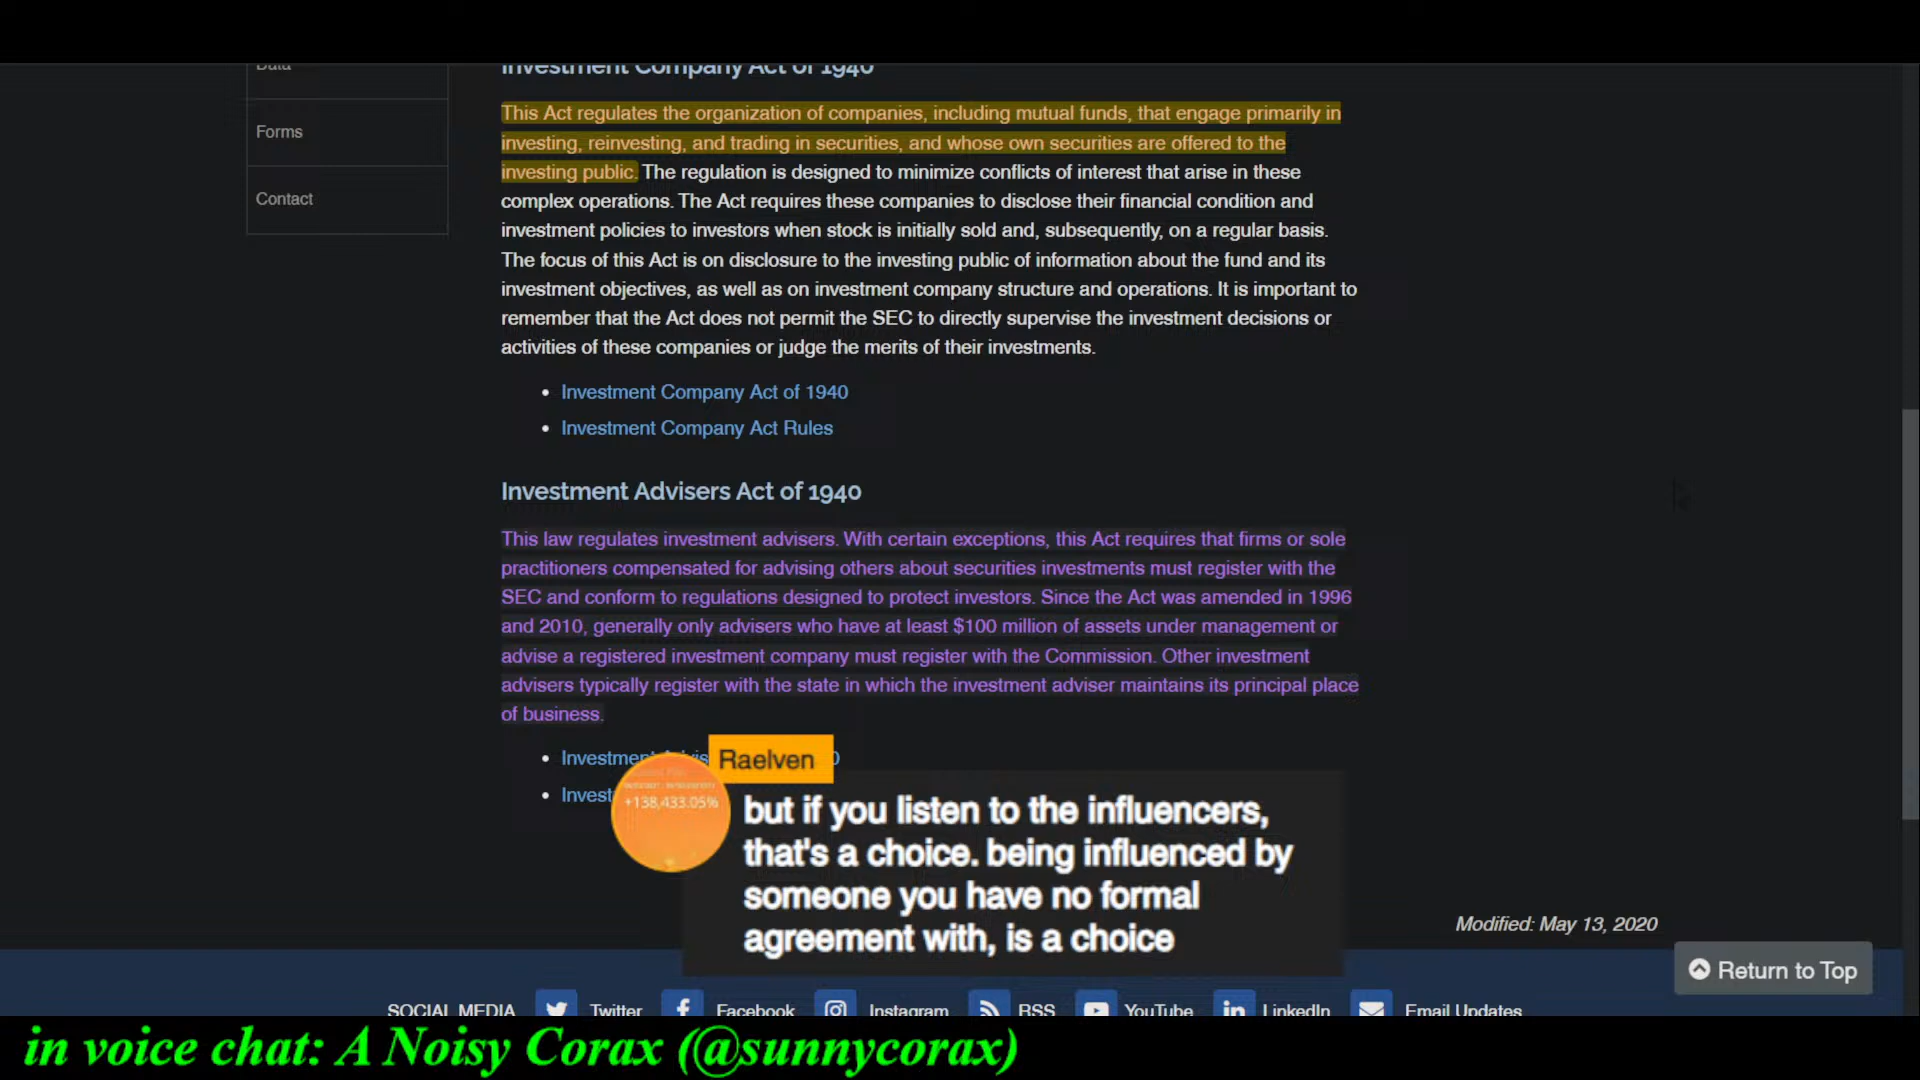 Data
Investment Company Act of 1940
This Act regulates the organization of companies, including mutual funds, that engage primarily in
investing, reinvesting, and trading in securities, and whose own securities are offered to the
investing public. The regulation is designed to minimize conflicts of interest that arise in these
complex operations. The Act requires these companies to disclose their financial condition and
investment policies to investors when stock is initially sold and, subsequently, on a regular basis.
The focus of this Act is on disclosure to the investing public of information about the fund and its
investment objectives, as well as on investment company structure and operations. It is important to
remember that the Act does not permit the SEC to directly supervise the investment decisions or
activities of these companies or judge the merits of their investments.
Forms
Contact
• Investment Company Act of 1940
• Investment Company Act Rules
Investment Advisers Act of 1940
This law regulates investment advisers. With certain exceptions, this Act requires that firms or sole
practitioners compensated for advising others about securities investments must register with the
SEC and conform to regulations designed to protect investors. Since the Act was amended in 1996
and 2010, generally only advisers who have at least $100 million of assets under management or
advise a registered investment company must register with the Commission. Other investment
advisers typically register with the state in which the investment adviser maintains its principal place
of business.
Raelven
+138,433.05%
but if you listen to the influencers,
that's a choice. being influenced by
someone you have no formal
agreement with, is a choice
Modified: May 13, 2020
Return to Top
SOCIAL MEDIA Twitter Facebook Instagram RSS YouTube LinkedIn Email Updates
in voice chat: A Noisy Corax (@sunnycorax)